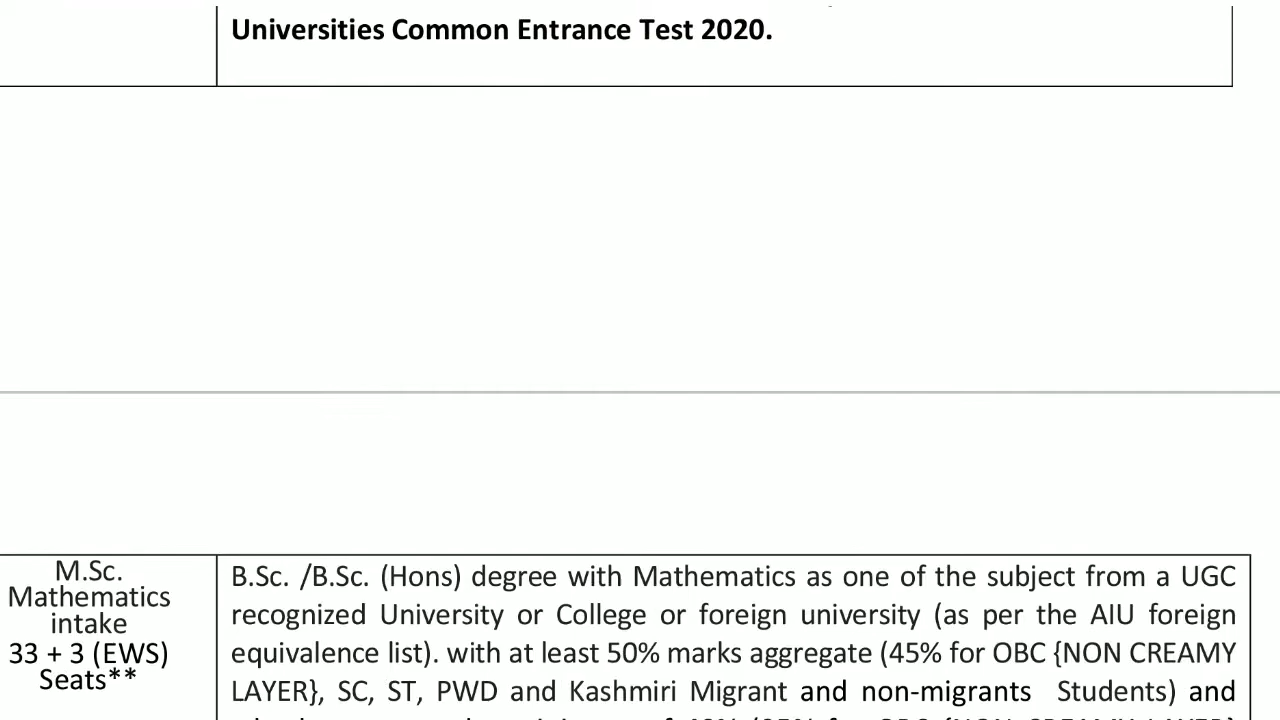 Universities Common Entrance Test 2020.
M.Sc.
Mathematics
intake
33 + 3 (EWS)
Seats**
B.Sc. /B.Sc. (Hons) degree with Mathematics as one of the subject from a UGC
recognized University or College or foreign university (as per the AIU foreign
equivalence list). with at least 50% marks aggregate (45% for OBC {NON CREAMY
LAYER}, SC, ST, PWD and Kashmiri Migrant and non-migrants Students) and